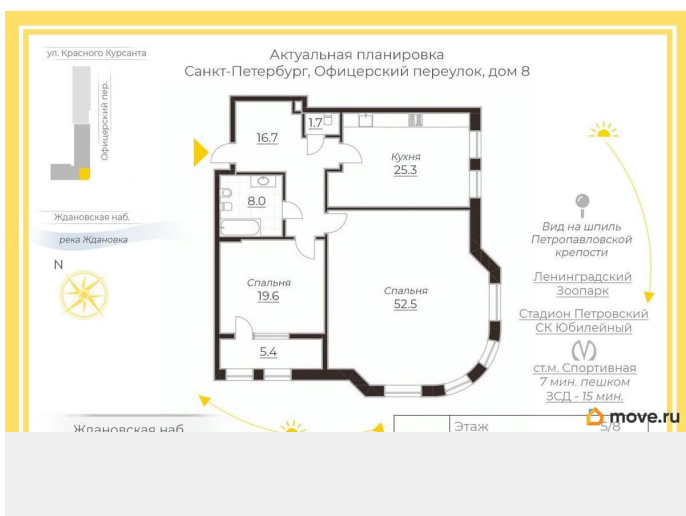 ул. Красного Курсанта
Актуальная планировка
Санкт-Петербург, Офицерский переулок, дом 8
Офицерский пер.
Ждановская наб.
река Ждановка
N
16.7
1.7
Кухня
25.3
8.0
Спальня
19.6
Спальня
52.5
5.4
Вид на шпиль
Петропавловской
крепости
Ленинградский
Зоопарк
Стадион Петровский
СК Юбилейный
ст.м. Спортивная
7 мин. пешком
ЗСД - 15 мин.
Ждановская наб.
Этаж
5/8
move.ru